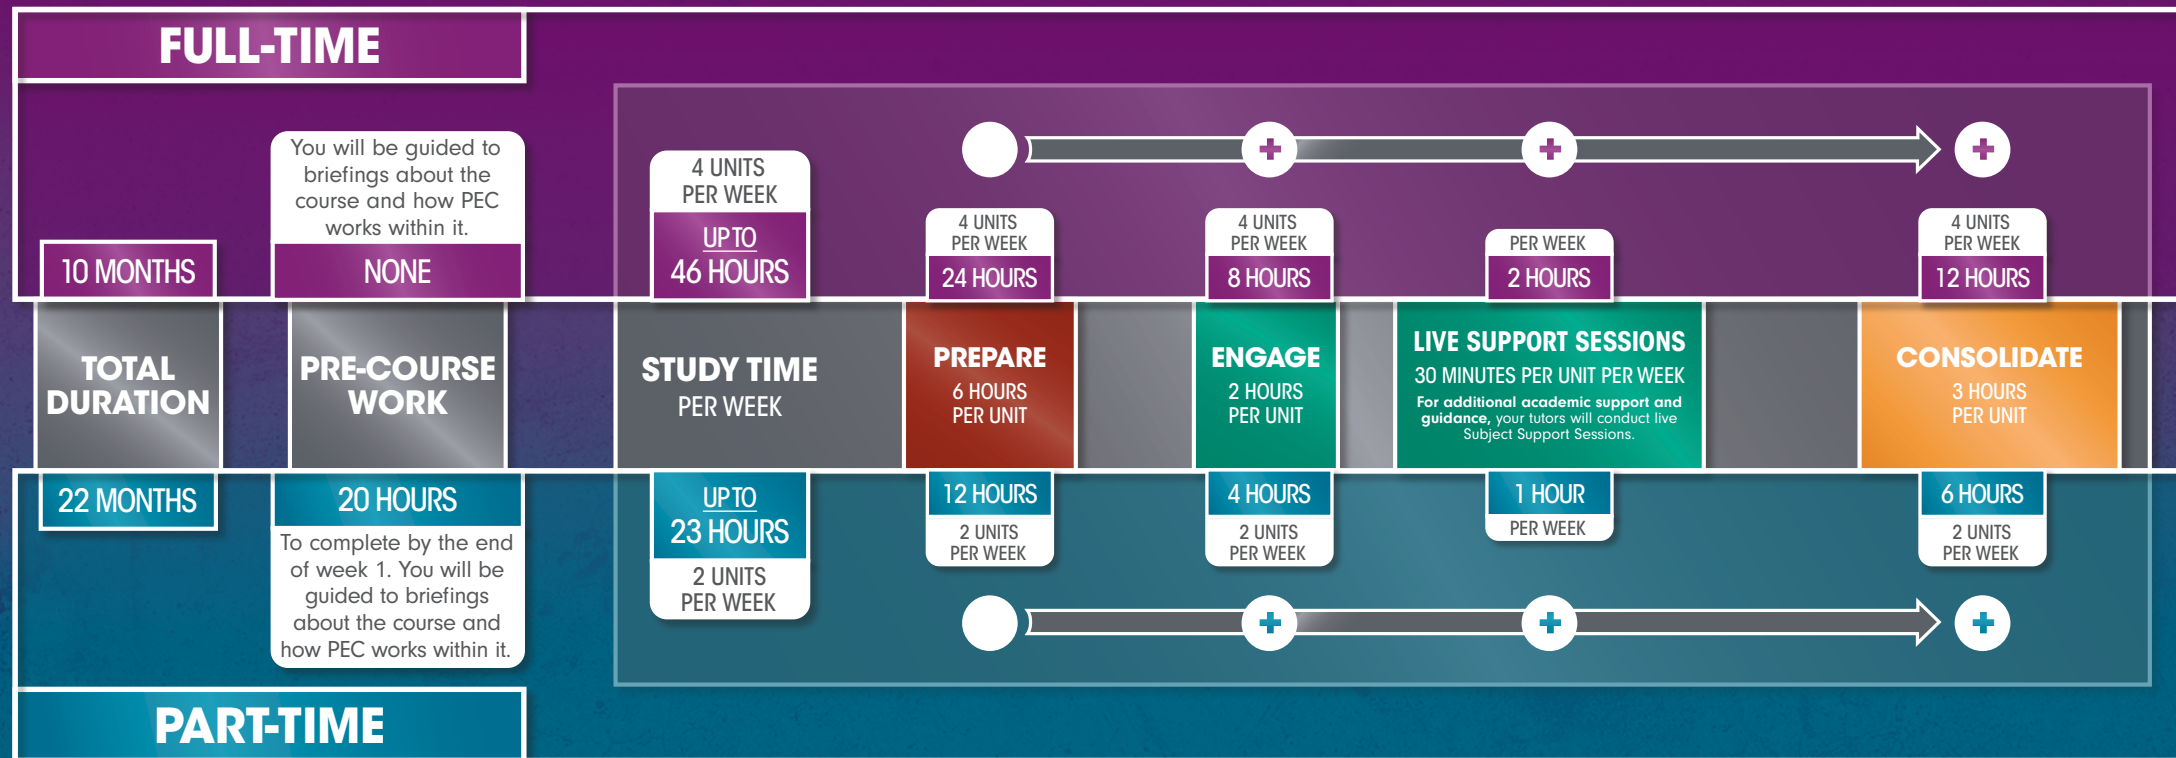 FULL-TIME
You will be guided to
briefings about the
course and how PEC
works within it.
10 MONTHS
NONE
4 UNITS
PER WEEK
UP TO
46 HOURS
4 UNITS
PER WEEK
24 HOURS
4 UNITS
PER WEEK
8 HOURS
PER WEEK
2 HOURS
4 UNITS
PER WEEK
12 HOURS
TOTAL
DURATION
PRE-COURSE
WORK
STUDY TIME
PER WEEK
PREPARE
6 HOURS
PER UNIT
ENGAGE
2 HOURS
PER UNIT
LIVE SUPPORT SESSIONS
30 MINUTES PER UNIT PER WEEK
For additional academic support and
guidance, your tutors will conduct live
Subject Support Sessions.
CONSOLIDATE
3 HOURS
PER UNIT
22 MONTHS
20 HOURS
To complete by the end
of week 1. You will be
guided to briefings
about the course and
how PEC works within it.
UP TO
23 HOURS
2 UNITS
PER WEEK
12 HOURS
2 UNITS
PER WEEK
4 HOURS
2 UNITS
PER WEEK
1 HOUR
PER WEEK
6 HOURS
2 UNITS
PER WEEK
PART-TIME